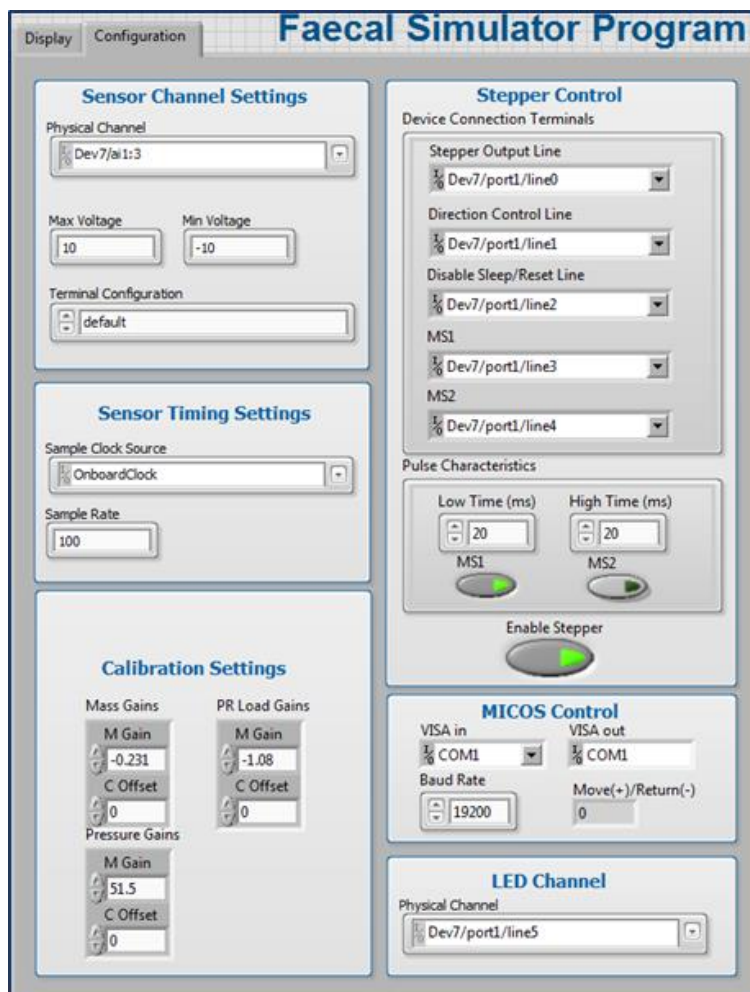 Faecal Simulator Program
Display
Configuration
Sensor Channel Settings
Physical Channel
Dev7/ai1:3
Max Voltage
Min Voltage
10
-10
Terminal Configuration
default
Sensor Timing Settings
Sample Clock Source
OnboardClock
Sample Rate
100
Calibration Settings
Mass Gains
PR Load Gains
M Gain
M Gain
-0.231
-1.08
C Offset
C Offset
0
0
Pressure Gains
M Gain
51.5
C Offset
0
Stepper Control
Device Connection Terminals
Stepper Output Line
Dev7/port1/line0
Direction Control Line
Dev7/port1/line1
Disable Sleep/Reset Line
Dev7/port1/line2
MS1
Dev7/port1/line3
MS2
Dev7/port1/line4
Pulse Characteristics
Low Time (ms)
High Time (ms)
20
20
MS1
MS2
Enable Stepper
MICOS Control
VISA in
VISA out
COM1
COM1
Baud Rate
Move(+)/Return(-)
19200
0
LED Channel
Physical Channel
Dev7/port1/line5